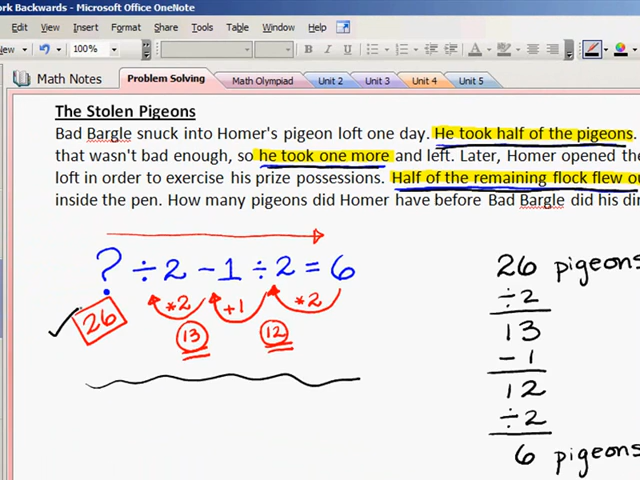 ork Backwards - Microsoft Office OneNote
Edit View Insert Format Tools Table Window Help
New 100% B I U
Math Notes Problem Solving Math Olympiad Unit 2 Unit 3 Unit 4 Unit 5
The Stolen Pigeons
Bad Bargle snuck into Homer's pigeon loft one day. He took half of the pigeons.
that wasn't bad enough, so he took one more and left. Later, Homer opened the
loft in order to exercise his prize possessions. Half of the remaining flock flew ou
inside the pen. How many pigeons did Homer have before Bad Bargle did his dir
? ÷ 2 - 1 ÷ 2 = 6
*2 +1 *2
26 13 12
26 pigeons
÷2
13
-1
12
÷2
6 pigeons